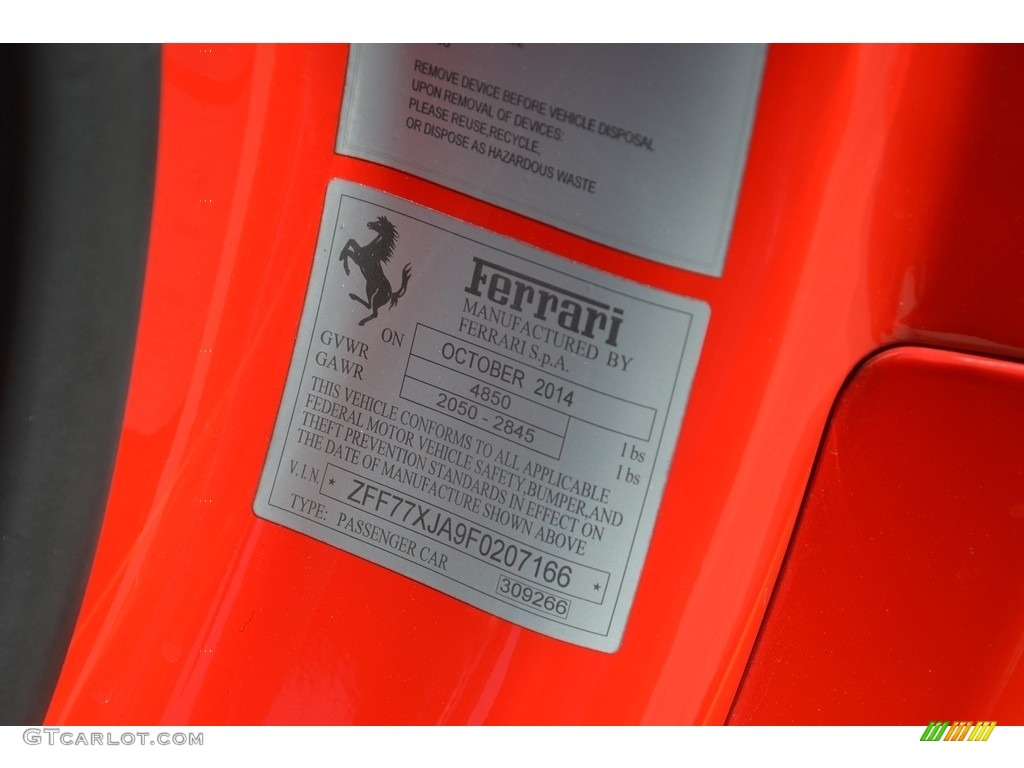 REMOVE DEVICE BEFORE VEHICLE DISPOSAL
UPON REMOVAL OF DEVICES:
PLEASE REUSE,RECYCLE,
OR DISPOSE AS HAZARDOUS WASTE
Ferrari
MANUFACTURED BY
FERRARI S.p.A.
ON OCTOBER 2014
GVWR 4850 lbs
GAWR 2050 - 2845 lbs
THIS VEHICLE CONFORMS TO ALL APPLICABLE
FEDERAL MOTOR VEHICLE SAFETY,BUMPER,AND
THEFT PREVENTION STANDARDS IN EFFECT ON
THE DATE OF MANUFACTURE SHOWN ABOVE
V.I.N. * ZFF77XJA9F0207166 *
TYPE: PASSENGER CAR 309266
GTCARLOT.COM